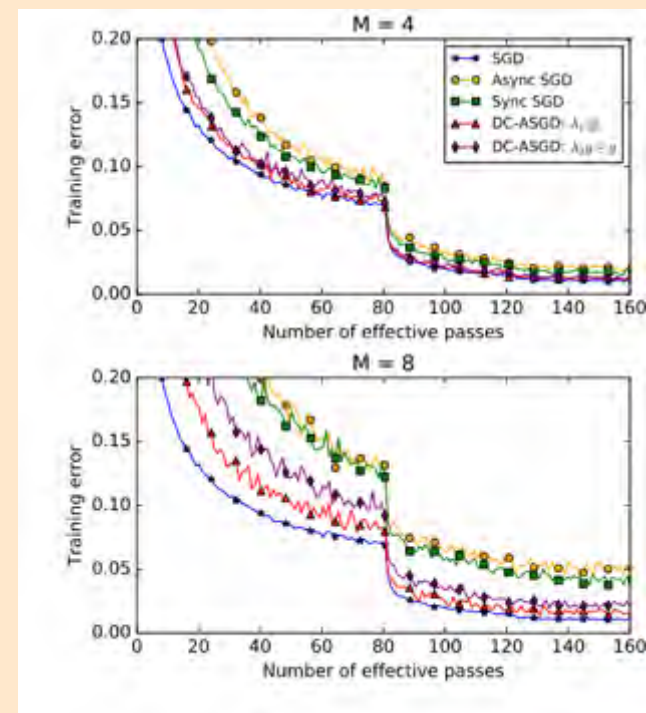 M = 4
0.20
0.15
0.10
0.05
0.00
Training error
SGD
Async SGD
Sync SGD
DC-ASGD:
DC-ASGD:
0 20 40 60 80 100 120 140 160
Number of effective passes
M = 8
0.20
0.15
0.10
0.05
0.00
Training error
0 20 40 60 80 100 120 140 160
Number of effective passes